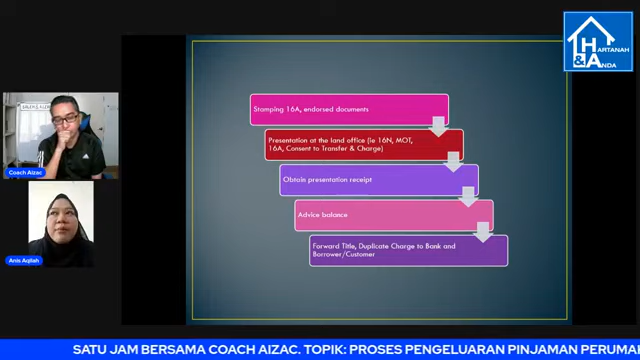 HARTANAH
& ANDA
Stamping 16A, endorsed documents
Presentation at the land office (ie 16N, MOT,
16A, Consent to Transfer & Charge)
Obtain presentation receipt
Advice balance
Forward Title, Duplicate Charge to Bank and
Borrower/Customer
Coach Aizac
Anis Aqilah
SATU JAM BERSAMA COACH AIZAC. TOPIK: PROSES PENGELUARAN PINJAMAN PERUMA